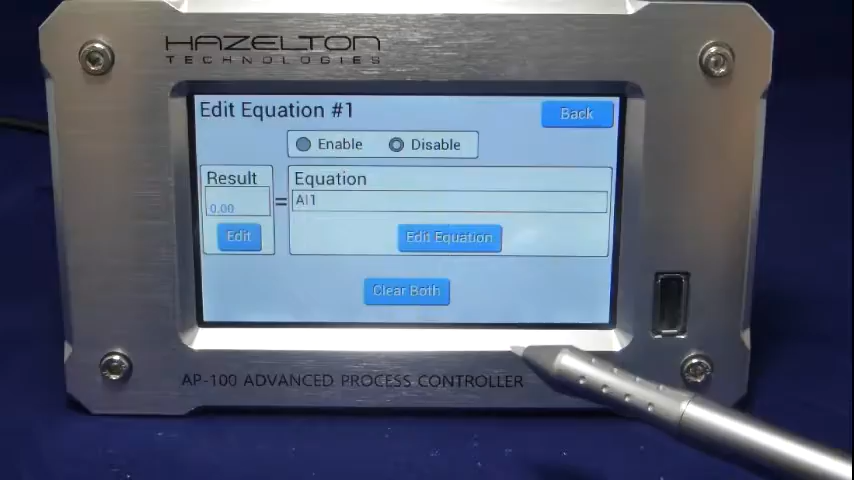 HAZELTON
TECHNOLOGIES
Edit Equation #1
Back
Enable
Disable
Result
Equation
0.00
=
AI1
Edit
Edit Equation
Clear Both
AP-100 ADVANCED PROCESS CONTROLLER